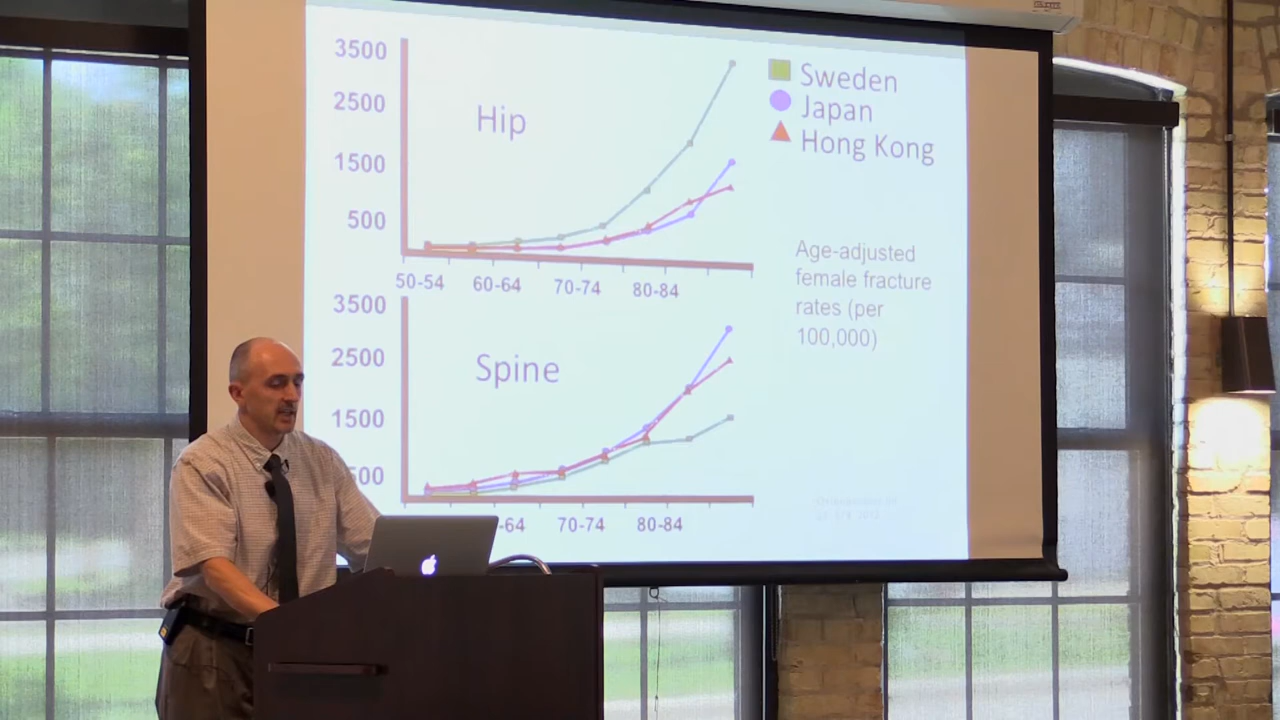 3500
2500
1500
500
Hip
50-54 60-64 70-74 80-84
Sweden
Japan
Hong Kong
Age-adjusted
female fracture
rates (per
100,000)
3500
2500
1500
500
Spine
-64 70-74 80-84